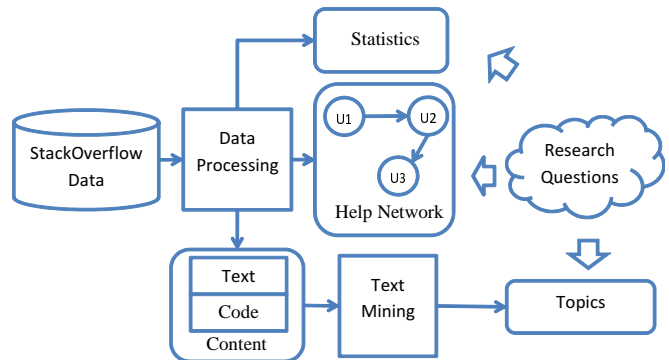 Statistics
StackOverflow
Data
Data
Processing
U1
U2
U3
Help Network
Research
Questions
Text
Code
Content
Text
Mining
Topics